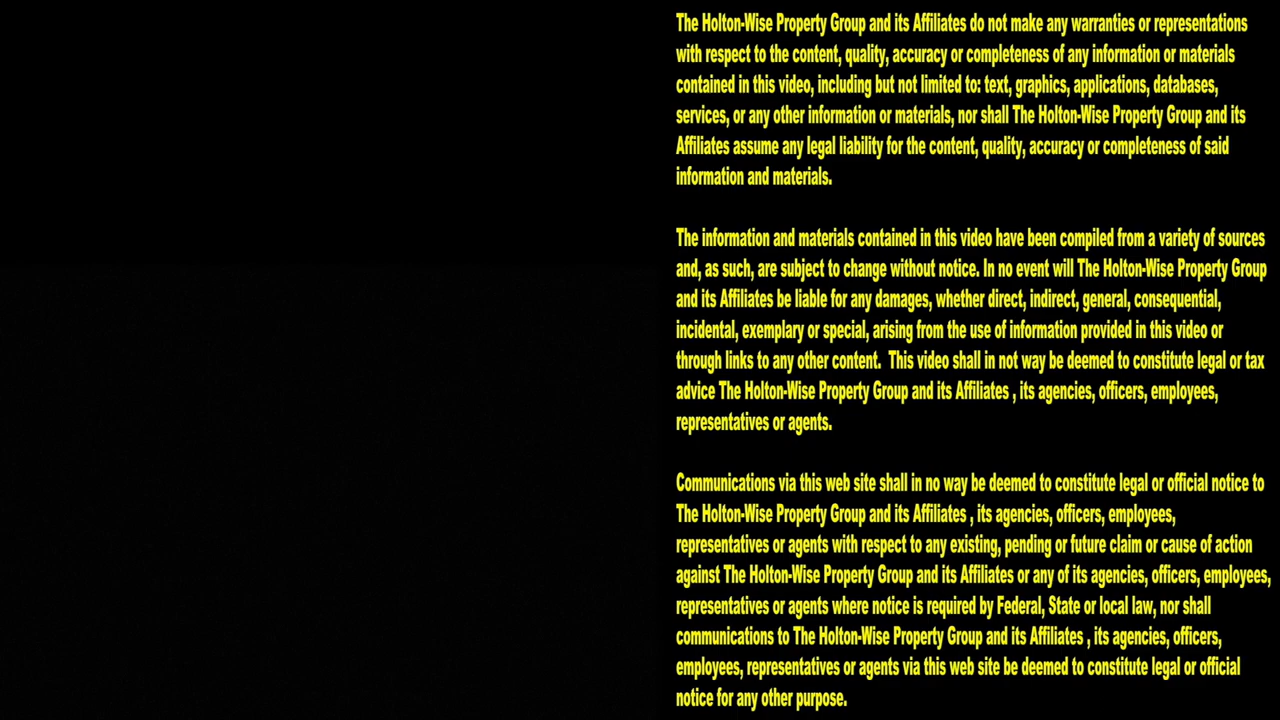 The Holton-Wise Property Group and its Affiliates do not make any warranties or representations
with respect to the content, quality, accuracy or completeness of any information or materials
contained in this video, including but not limited to: text, graphics, applications, databases,
services, or any other information or materials, nor shall The Holton-Wise Property Group and its
Affiliates assume any legal liability for the content, quality, accuracy or completeness of said
information and materials.
The information and materials contained in this video have been compiled from a variety of sources
and, as such, are subject to change without notice. In no event will The Holton-Wise Property Group
and its Affiliates be liable for any damages, whether direct, indirect, general, consequential,
incidental, exemplary or special, arising from the use of information provided in this video or
through links to any other content.  This video shall in not way be deemed to constitute legal or tax
advice The Holton-Wise Property Group and its Affiliates , its agencies, officers, employees,
representatives or agents.
Communications via this web site shall in no way be deemed to constitute legal or official notice to
The Holton-Wise Property Group and its Affiliates , its agencies, officers, employees,
representatives or agents with respect to any existing, pending or future claim or cause of action
against The Holton-Wise Property Group and its Affiliates or any of its agencies, officers, employees,
representatives or agents where notice is required by Federal, State or local law, nor shall
communications to The Holton-Wise Property Group and its Affiliates , its agencies, officers,
employees, representatives or agents via this web site be deemed to constitute legal or official
notice for any other purpose.